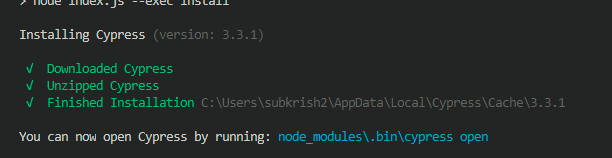 > node index.js --exec install
Installing Cypress (version: 3.3.1)
√ Downloaded Cypress
√ Unzipped Cypress
√ Finished Installation C:\Users\subkrish2\AppData\Local\Cypress\Cache\3.3.1
You can now open Cypress by running: node_modules\.bin\cypress open